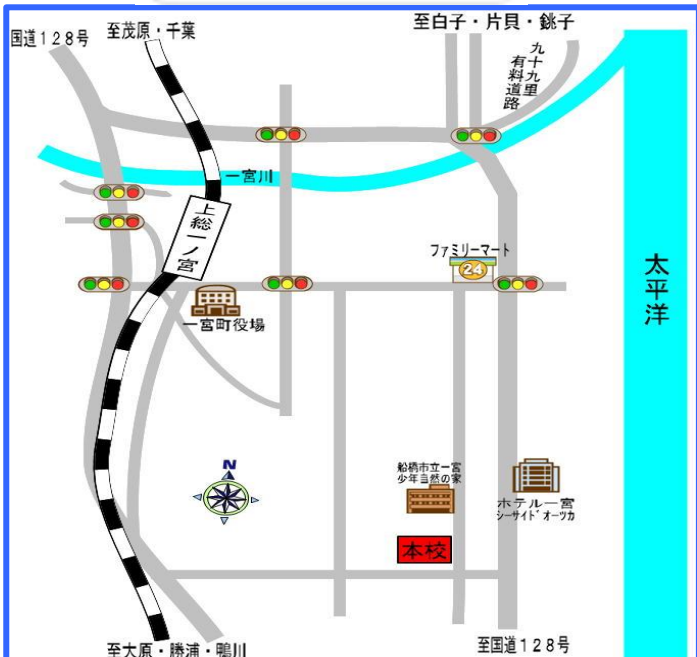 国道128号
至茂原・千葉
至白子・片貝・銚子
九十九里
有料道路
一宮川
上総一ノ宮
ファミリーマート
24
太平洋
一宮町役場
N
船橋市立一宮
少年自然の家
ホテル一宮
シーサイドオーツカ
本校
至大原・勝浦・鴨川
至国道128号